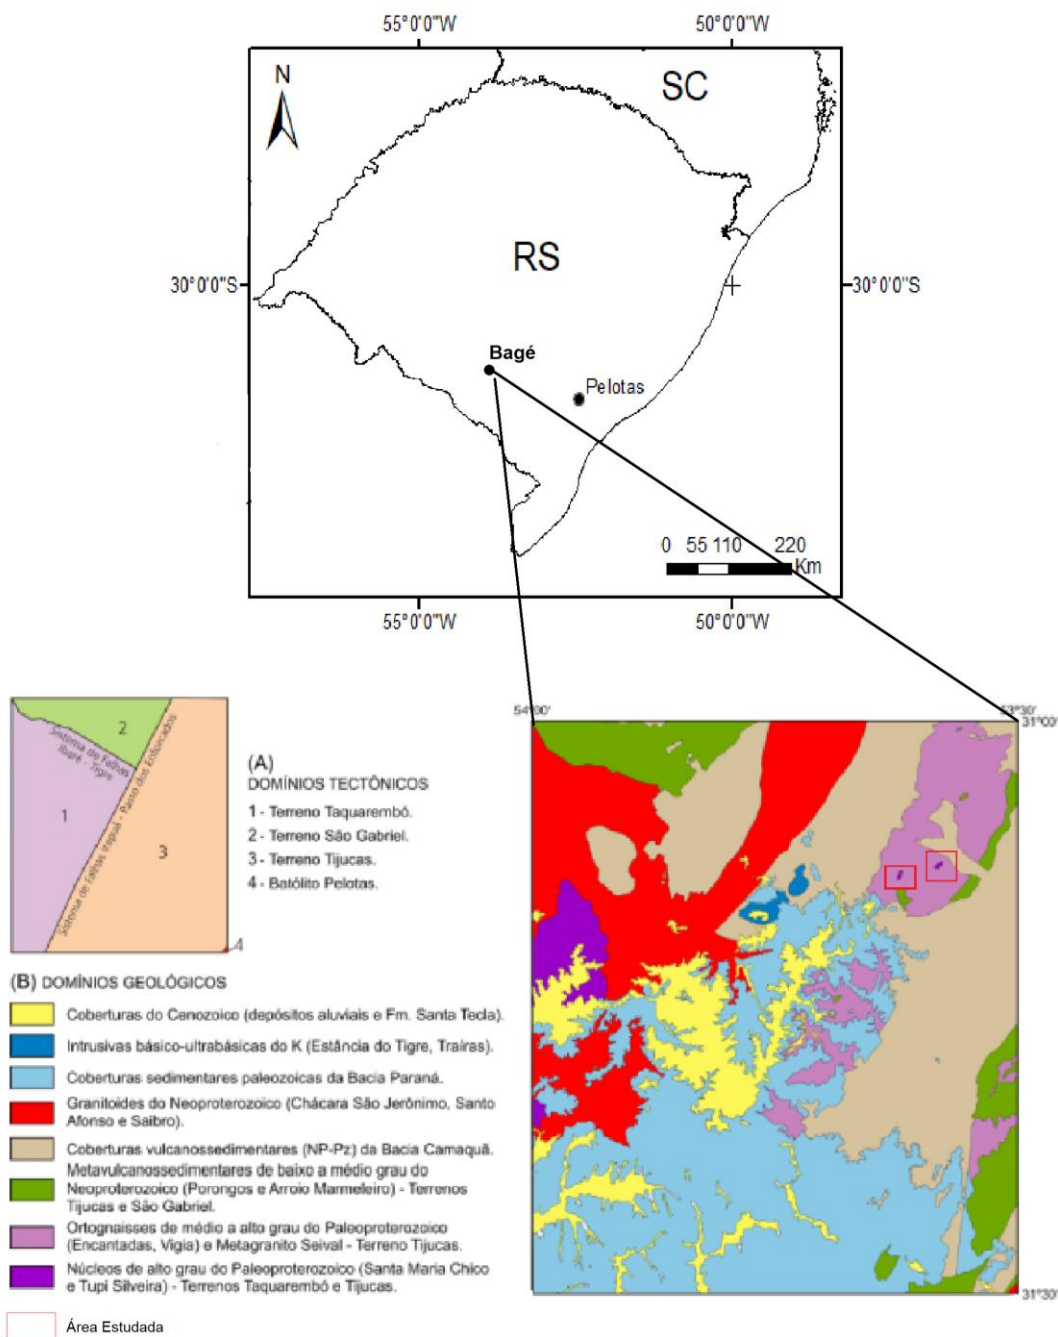 55°0'0"W
50°0'0"W
N
SC
RS
30°0'0"S
30°0'0"S
Bagé
Pelotas
0 55 110 220
Km
55°0'0"W
50°0'0"W
54°00'
53°30'
31°00'
2
Sistema de Falhas
Ibaré - Tigre
Sistema de Falhas Irapuá - Passo dos Enforcados
1
3
4
(A)
DOMÍNIOS TECTÔNICOS
1 - Terreno Taquarembó.
2 - Terreno São Gabriel.
3 - Terreno Tijucas.
4 - Batólito Pelotas.
(B) DOMÍNIOS GEOLÓGICOS
Coberturas do Cenozoico (depósitos aluviais e Fm. Santa Tecla).
Intrusivas básico-ultrabásicas do K (Estância do Tigre, Traíras).
Coberturas sedimentares paleozoicas da Bacia Paraná.
Granitoides do Neoproterozoico (Chácara São Jerônimo, Santo
Afonso e Saibro).
Coberturas vulcanossedimentares (NP-Pz) da Bacia Camaquã.
Metavulcanossedimentares de baixo a médio grau do
Neoproterozoico (Porongos e Arroio Marmeleiro) - Terrenos
Tijucas e São Gabriel.
Ortognaisses de médio a alto grau do Paleoproterozoico
(Encantadas, Vigia) e Metagranito Seival - Terreno Tijucas.
Núcleos de alto grau do Paleoproterozoico (Santa Maria Chico
e Tupi Silveira) - Terrenos Taquarembó e Tijucas.
Área Estudada
31°30'